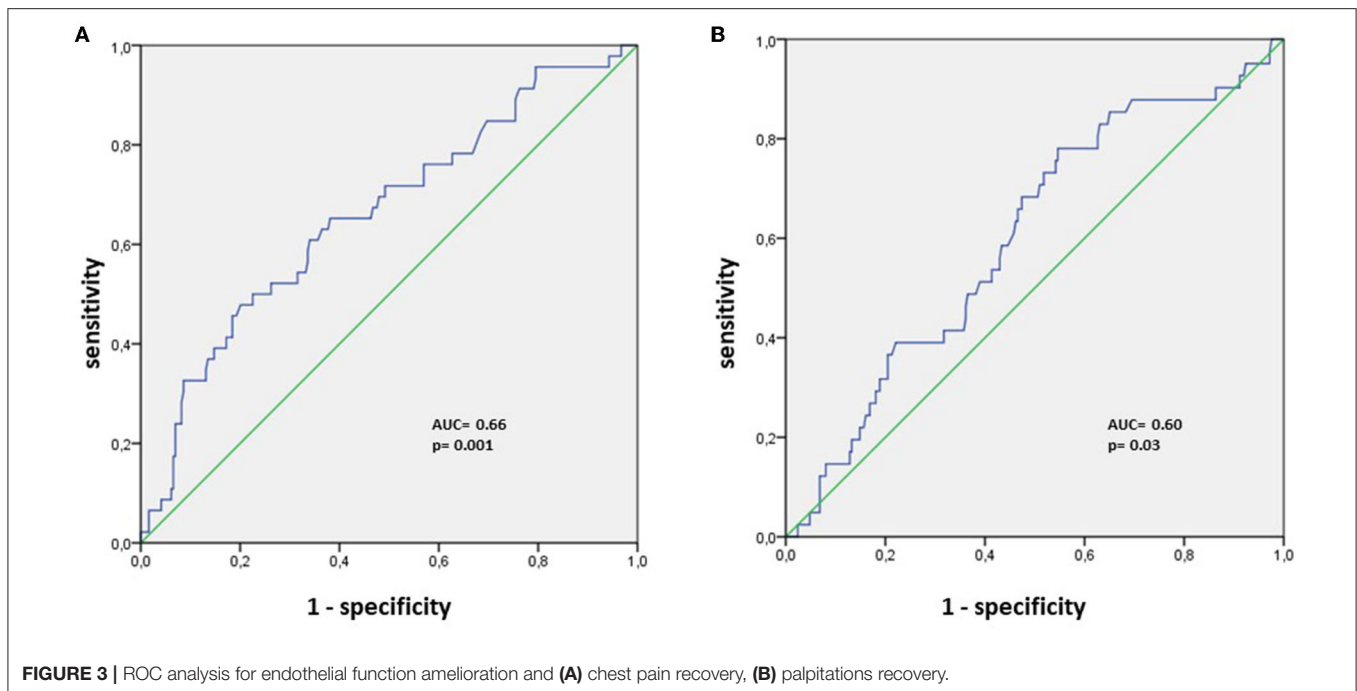 A
1,0
0,8
0,6
0,4
0,2
0,0
sensitivity
AUC= 0.66
p= 0.001
0,0 0,2 0,4 0,6 0,8 1,0
1 - specificity
B
1,0
0,8
0,6
0,4
0,2
0,0
sensitivity
AUC= 0.60
p= 0.03
0,0 0,2 0,4 0,6 0,8 1,0
1 - specificity
FIGURE 3 | ROC analysis for endothelial function amelioration and (A) chest pain recovery, (B) palpitations recovery.